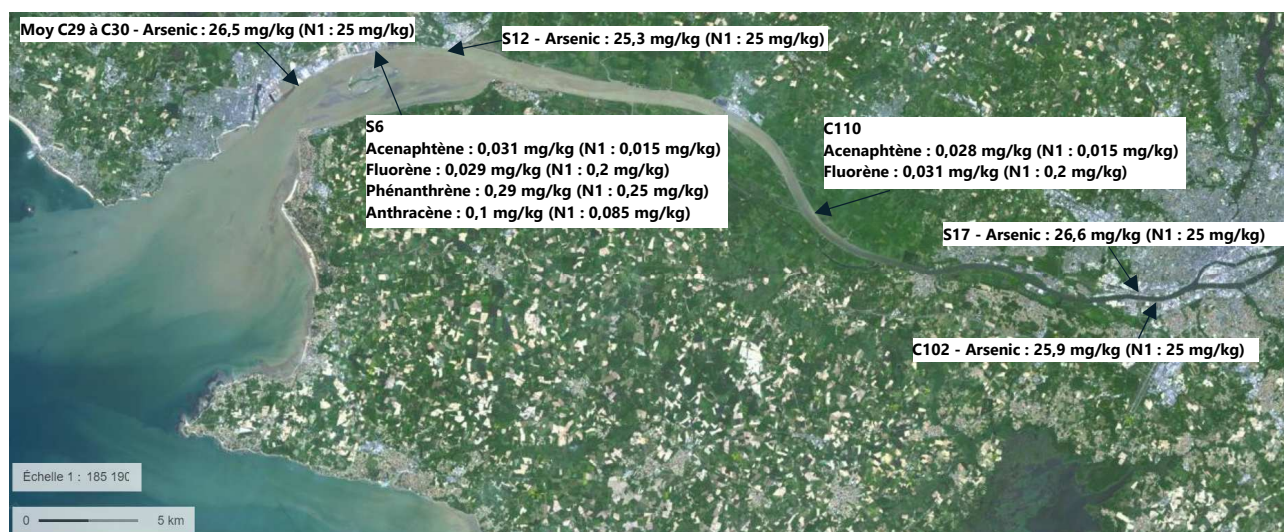 Moy C29 à C30 - Arsenic : 26,5 mg/kg (N1 : 25 mg/kg)
S12 - Arsenic : 25,3 mg/kg (N1 : 25 mg/kg)
S6
Acenaphtène : 0,031 mg/kg (N1 : 0,015 mg/kg)
Fluorène : 0,029 mg/kg (N1 : 0,2 mg/kg)
Phénanthrène : 0,29 mg/kg (N1 : 0,25 mg/kg)
Anthracène : 0,1 mg/kg (N1 : 0,085 mg/kg)
C110
Acenaphtène : 0,028 mg/kg (N1 : 0,015 mg/kg)
Fluorène : 0,031 mg/kg (N1 : 0,2 mg/kg)
S17 - Arsenic : 26,6 mg/kg (N1 : 25 mg/kg)
C102 - Arsenic : 25,9 mg/kg (N1 : 25 mg/kg)
Échelle 1 : 185 190
0 5 km